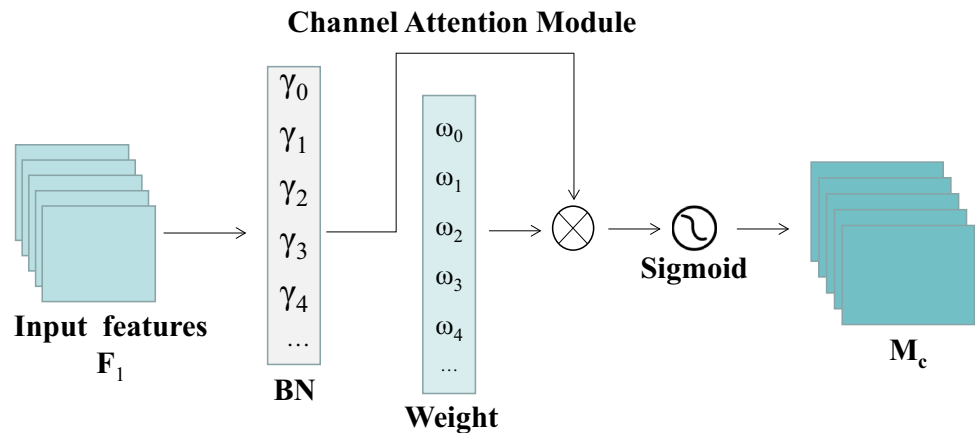 Channel Attention Module
γ₀
γ₁
γ₂
γ₃
γ₄
...
BN
ω₀
ω₁
ω₂
ω₃
ω₄
...
Weight
Input features
F₁
Sigmoid
M_c